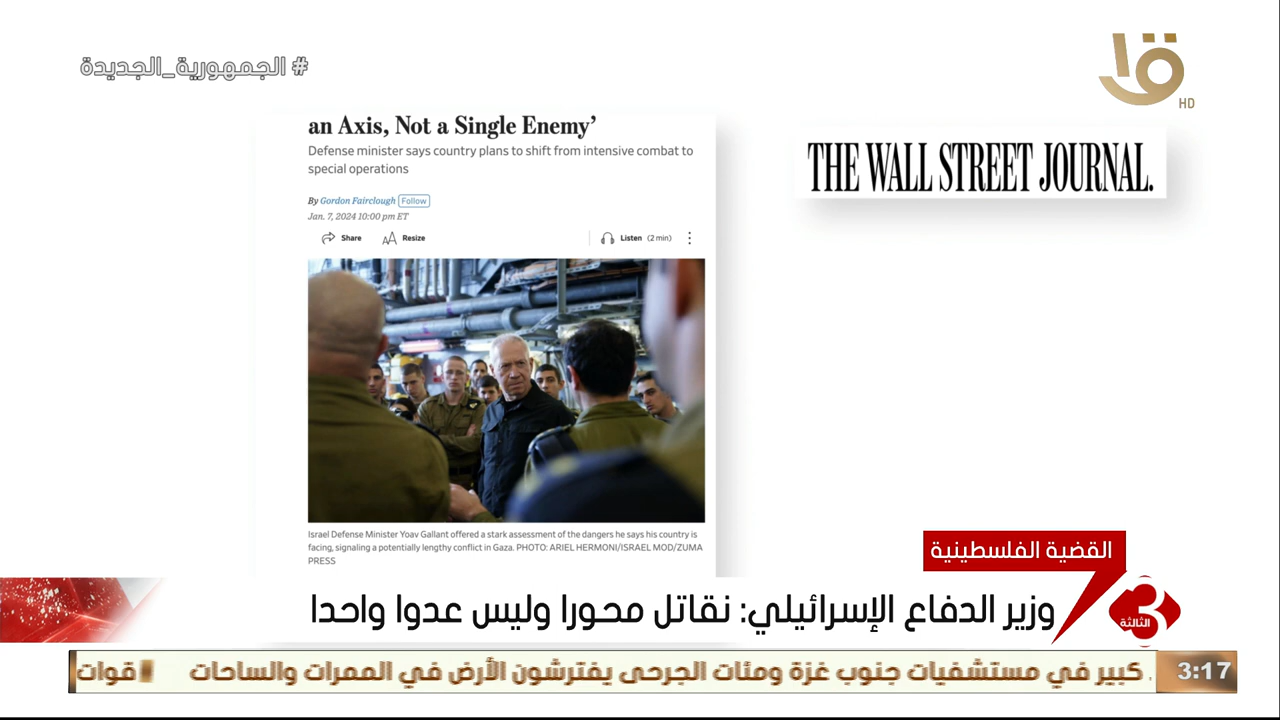 # الجمهورية_الجديدة
HD
an Axis, Not a Single Enemy’
Defense minister says country plans to shift from intensive combat to
special operations
By Gordon Fairclough Follow
Jan. 7, 2024 10:00 pm ET
Share Resize Listen (2 min)
THE WALL STREET JOURNAL.
Israel Defense Minister Yoav Gallant offered a stark assessment of the dangers he says his country is
facing, signaling a potentially lengthy conflict in Gaza. PHOTO: ARIEL HERMONI/ISRAEL MOD/ZUMA
PRESS
القضية الفلسطينية
وزير الدفاع الإسرائيلي: نقاتل محورا وليس عدوا واحدا
3 الثالثة
كبير في مستشفيات جنوب غزة ومئات الجرحى يفترشون الأرض في الممرات والساحات
قوات
3:17